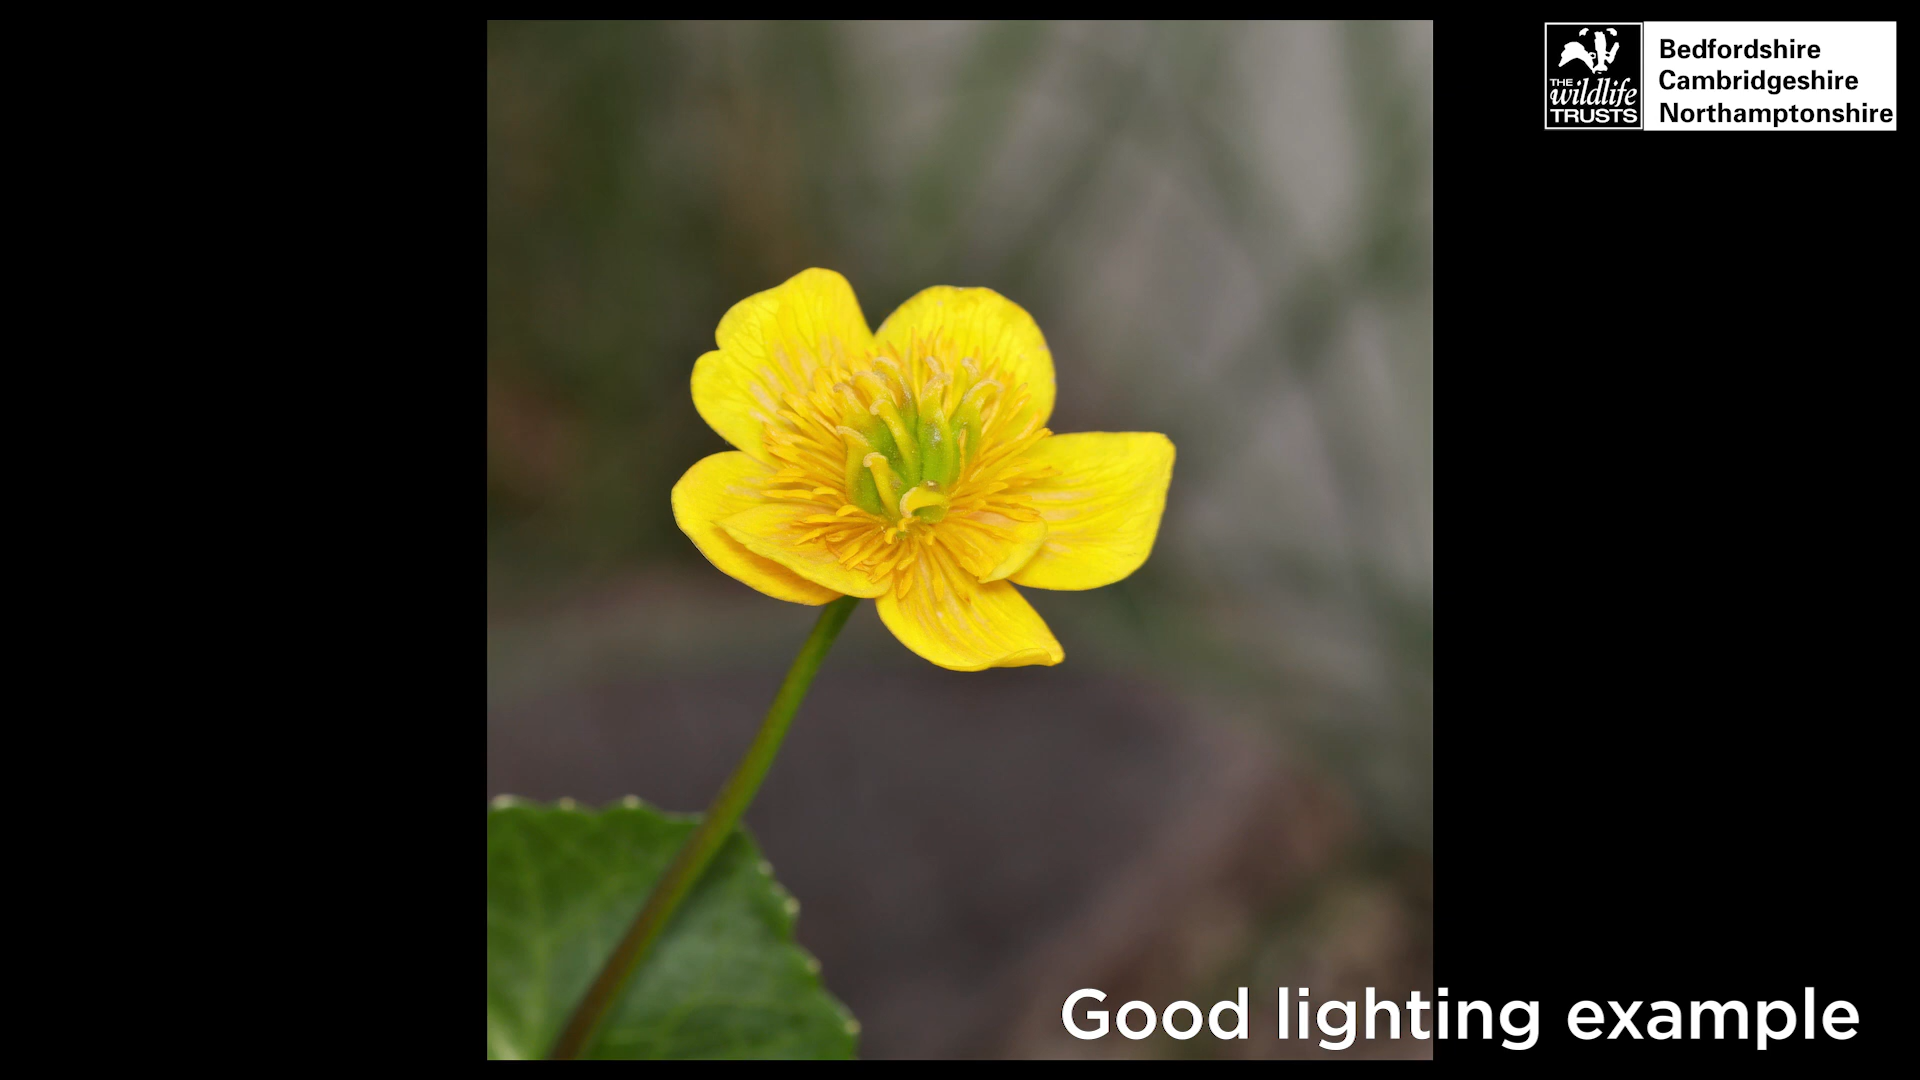 THE
wildlife
TRUSTS
Bedfordshire
Cambridgeshire
Northamptonshire
Good lighting example